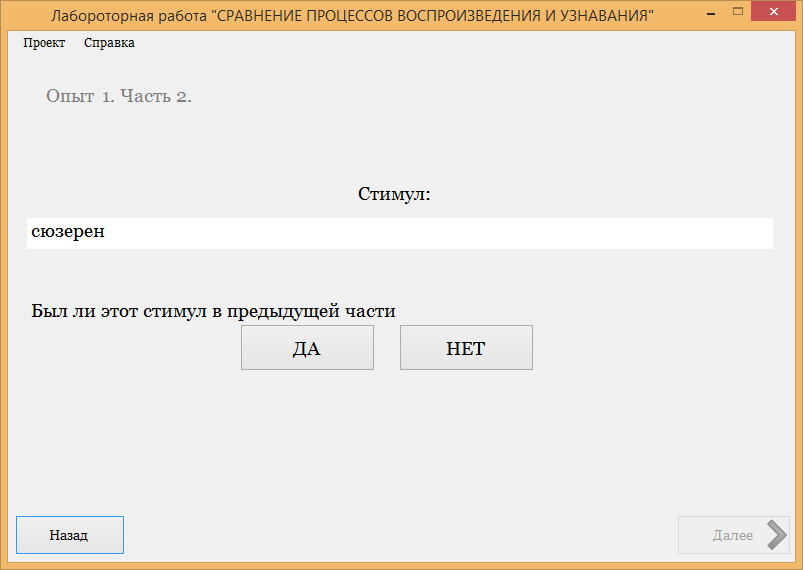 Лабороторная работа "СРАВНЕНИЕ ПРОЦЕССОВ ВОСПРОИЗВЕДЕНИЯ И УЗНАВАНИЯ"
Проект Справка
Опыт 1. Часть 2.
Стимул:
сюзерен
Был ли этот стимул в предыдущей части
ДА НЕТ
Назад Далее